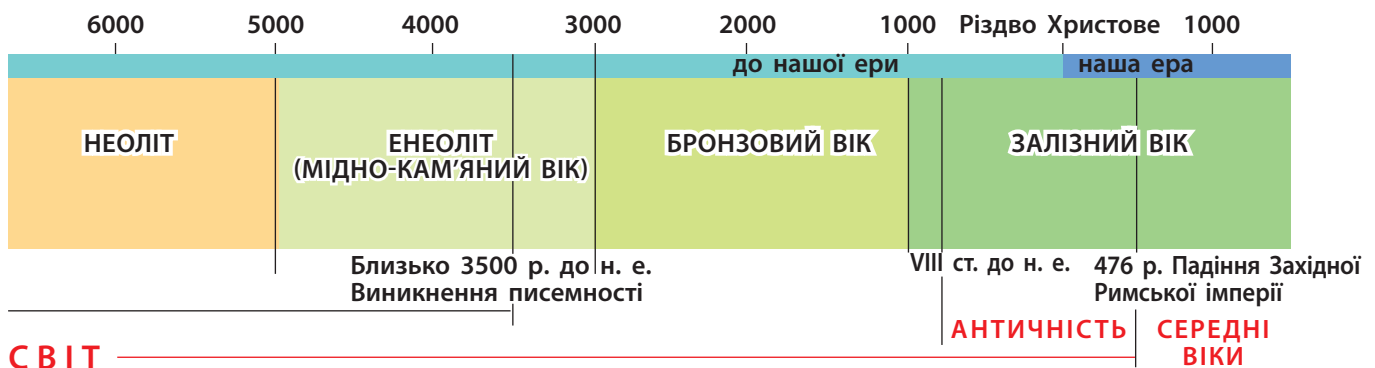 6000 5000 4000 3000 2000 1000 Різдво Христове 1000
до нашої ери наша ера
НЕОЛІТ
ЕНЕОЛІТ
(МІДНО-КАМ’ЯНИЙ ВІК)
БРОНЗОВИЙ ВІК
ЗАЛІЗНИЙ ВІК
Близько 3500 р. до н. е.
Виникнення писемності
VIII ст. до н. е.
476 р. Падіння Західної
Римської імперії
АНТИЧНІСТЬ
СЕРЕДНІ
ВІКИ
СВІТ